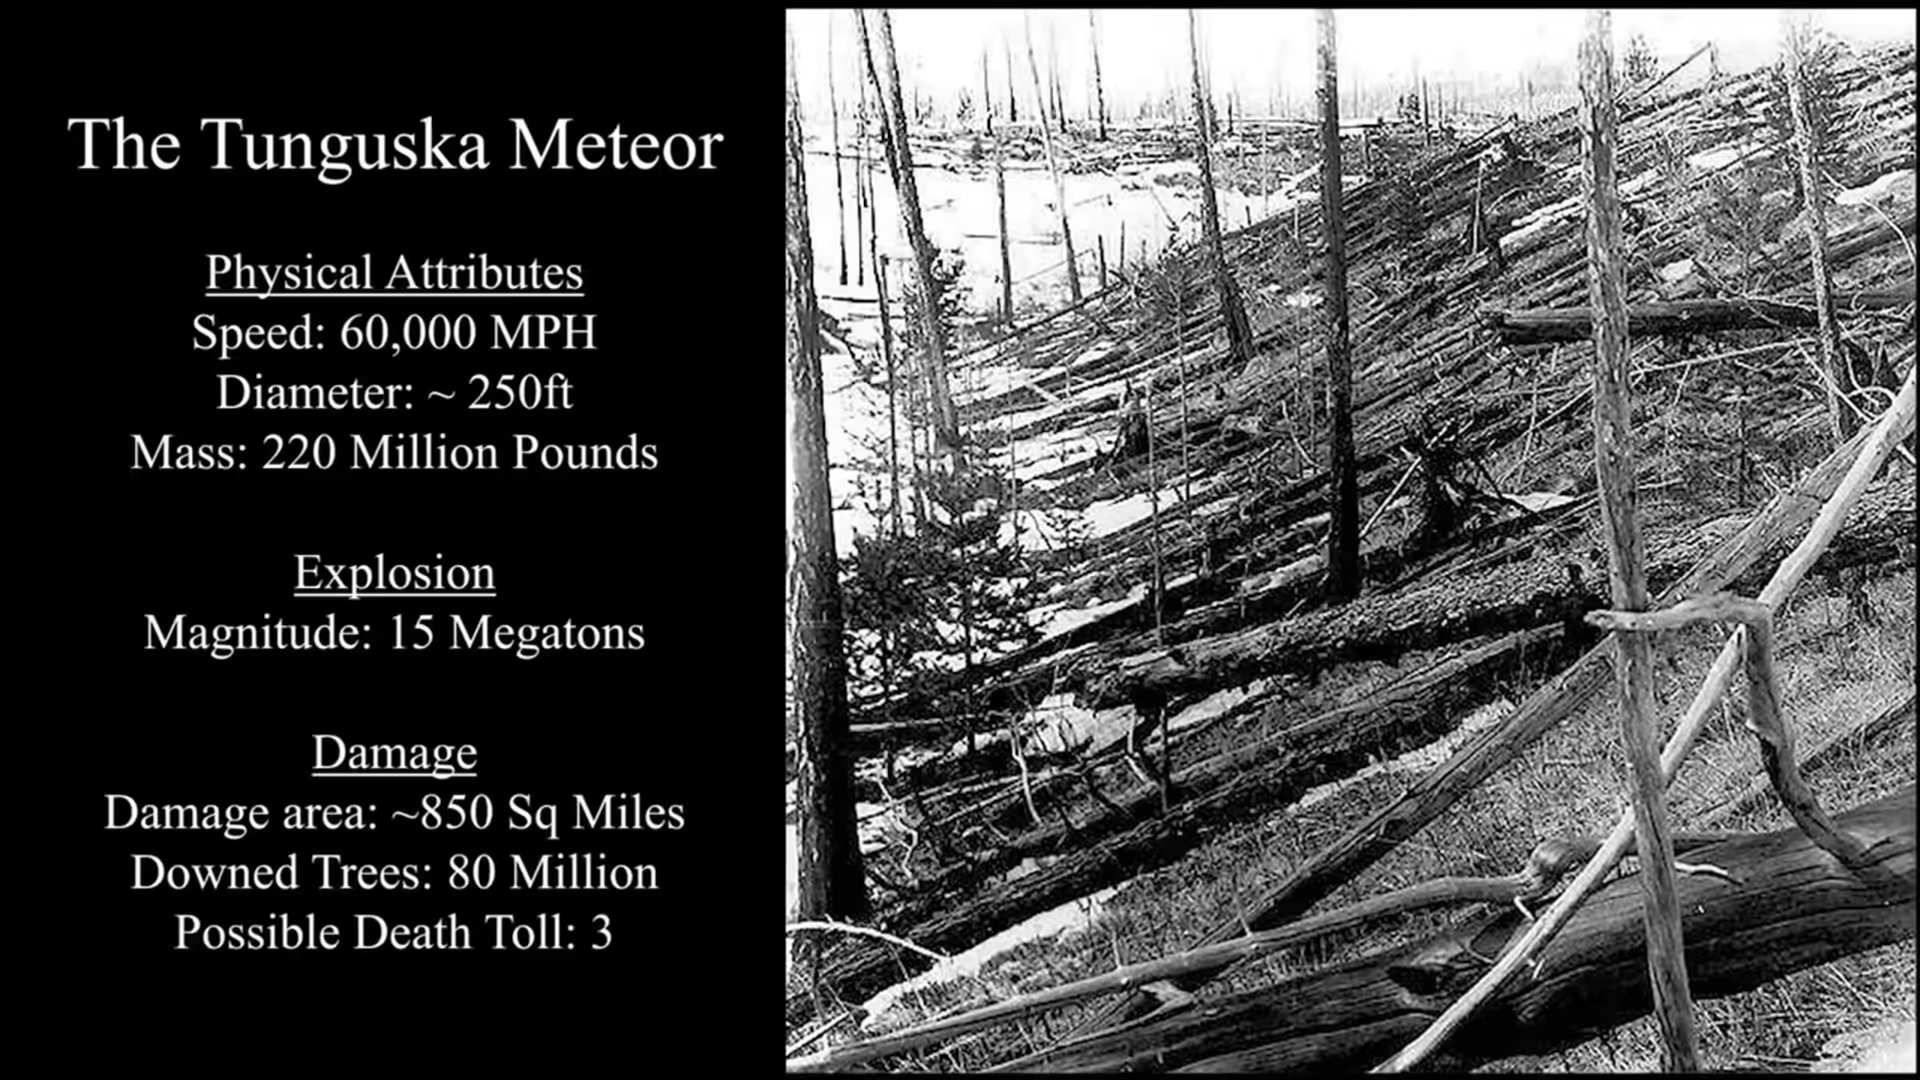 The Tunguska Meteor
Physical Attributes
Speed: 60,000 MPH
Diameter: ~ 250ft
Mass: 220 Million Pounds
Explosion
Magnitude: 15 Megatons
Damage
Damage area: ~850 Sq Miles
Downed Trees: 80 Million
Possible Death Toll: 3